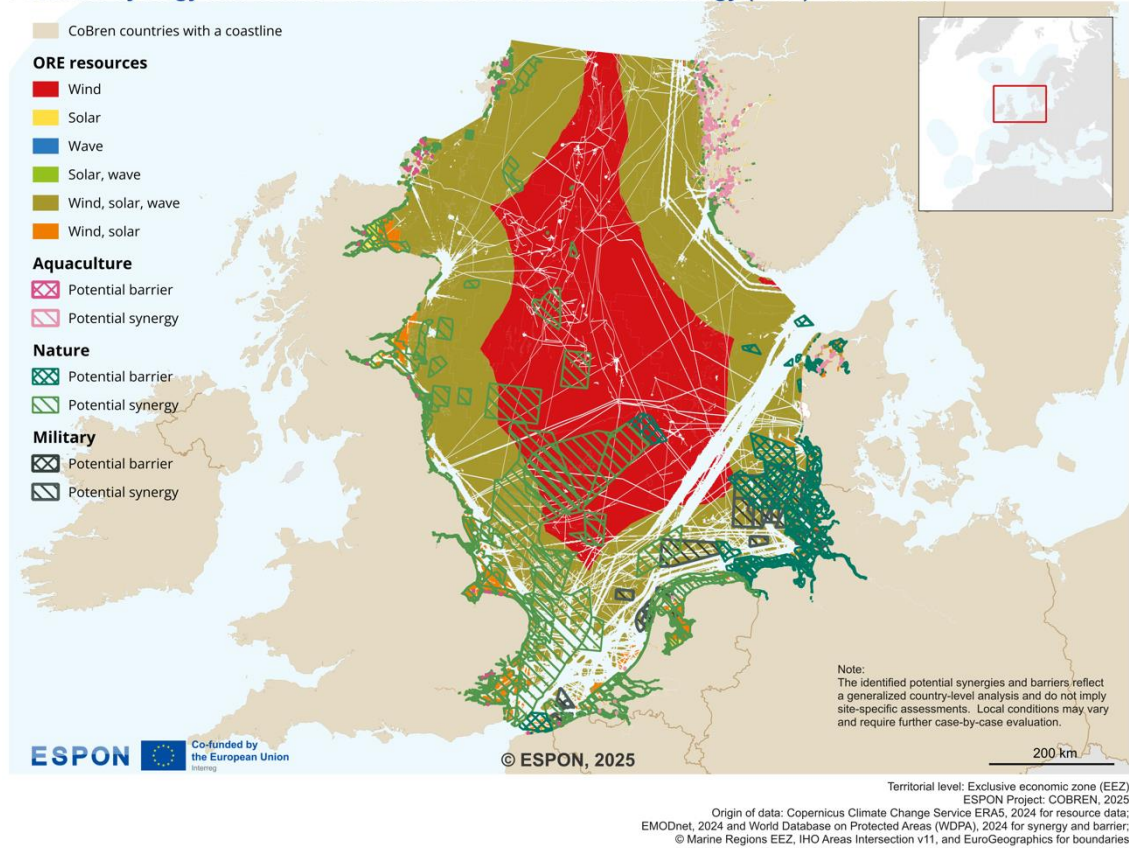 CoBren countries with a coastline
ORE resources
Wind
Solar
Wave
Solar, wave
Wind, solar, wave
Wind, solar
Aquaculture
Potential barrier
Potential synergy
Nature
Potential barrier
Potential synergy
Military
Potential barrier
Potential synergy
Note:
The identified potential synergies and barriers reflect
a generalized country-level analysis and do not imply
site-specific assessments. Local conditions may vary
and require further case-by-case evaluation.
200 km
ESPON
Co-funded by
the European Union
Interreg
© ESPON, 2025
Territorial level: Exclusive economic zone (EEZ)
ESPON Project: COBREN, 2025
Origin of data: Copernicus Climate Change Service ERA5, 2024 for resource data;
EMODnet, 2024 and World Database on Protected Areas (WDPA), 2024 for synergy and barrier;
© Marine Regions EEZ, IHO Areas Intersection v11, and EuroGeographics for boundaries